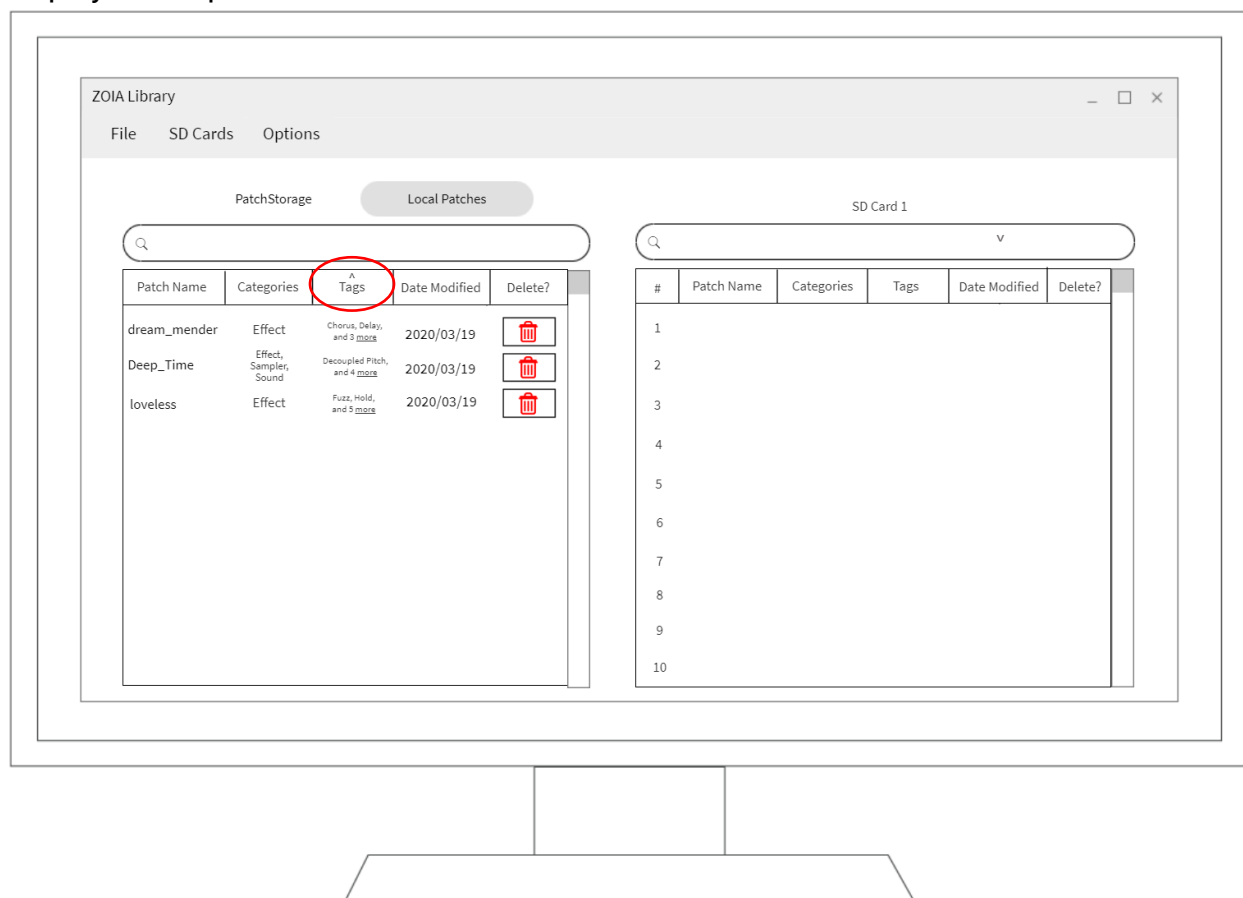 ZOIA Library
File SD Cards Options
PatchStorage Local Patches
SD Card 1
v
^
Patch Name Categories Tags Date Modified Delete?
dream_mender Effect Chorus, Delay,
and 3 more 2020/03/19
Deep_Time Effect,
Sampler,
Sound Decoupled Pitch,
and 4 more 2020/03/19
loveless Effect Fuzz, Hold,
and 5 more 2020/03/19
# Patch Name Categories Tags Date Modified Delete?
1
2
3
4
5
6
7
8
9
10